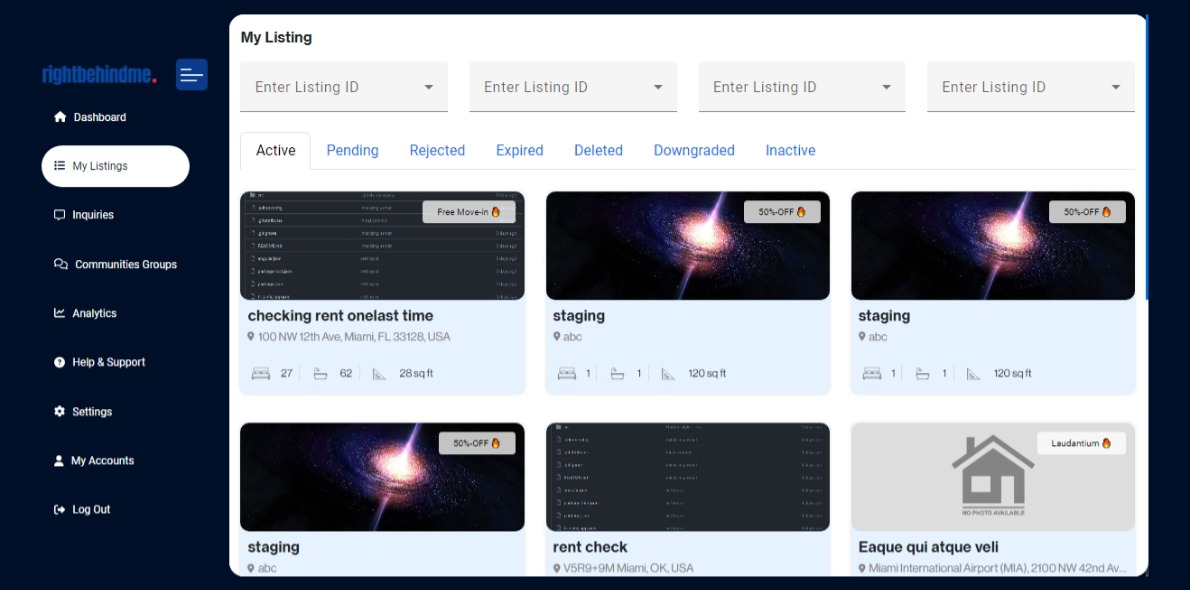 My Listing
rightbehindme.
Enter Listing ID
Enter Listing ID
Enter Listing ID
Enter Listing ID
Dashboard
My Listings
Inquiries
Communities Groups
Analytics
Help & Support
Settings
My Accounts
Log Out
Active
Pending
Rejected
Expired
Deleted
Downgraded
Inactive
Free Move-in
checking rent onelast time
100 NW 12th Ave, Miami, FL 33128, USA
27
62
28 sq ft
50%-OFF
staging
abc
1
1
120 sq ft
50%-OFF
staging
abc
1
1
120 sq ft
50%-OFF
staging
abc
rent check
V5R9+9M Miami, OK, USA
Laudantium
NO PHOTO AVAILABLE
Eaque qui atque veli
Miami International Airport (MIA), 2100 NW 42nd Av...